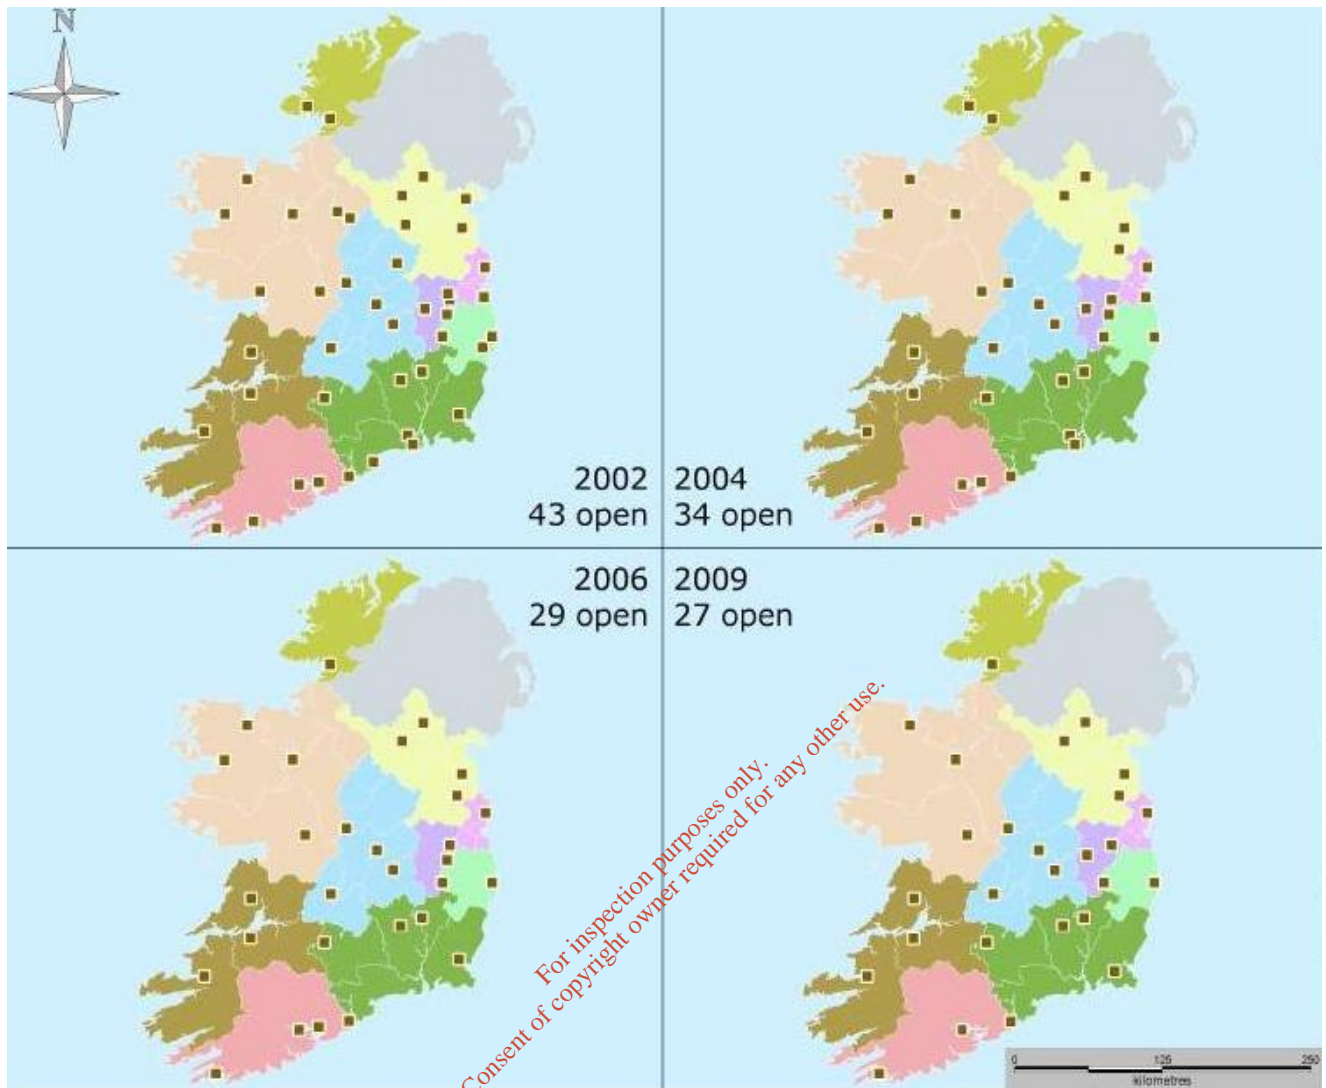 N
2002
43 open
2004
34 open
2006
29 open
2009
27 open
For inspection purposes only.
Consent of copyright owner required for any other use.
0 125 250
kilometres